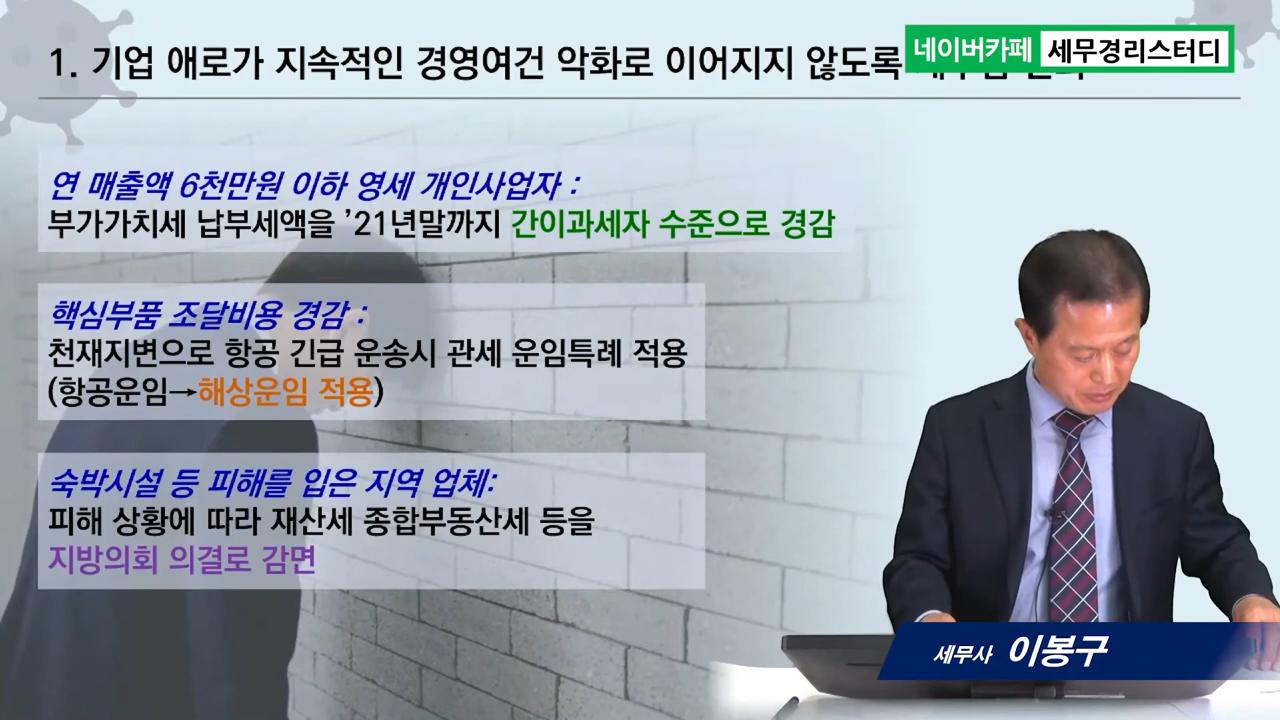 1. 기업 애로가 지속적인 경영여건 악화로 이어지지 않도록
네이버카페 세무경리스터디
연 매출액 6천만원 이하 영세 개인사업자 :
부가가치세 납부세액을 ’21년말까지 간이과세자 수준으로 경감
핵심부품 조달비용 경감 :
천재지변으로 항공 긴급 운송시 관세 운임특례 적용
(항공운임→해상운임 적용)
숙박시설 등 피해를 입은 지역 업체:
피해 상황에 따라 재산세 종합부동산세 등을
지방의회 의결로 감면
세무사 이봉구